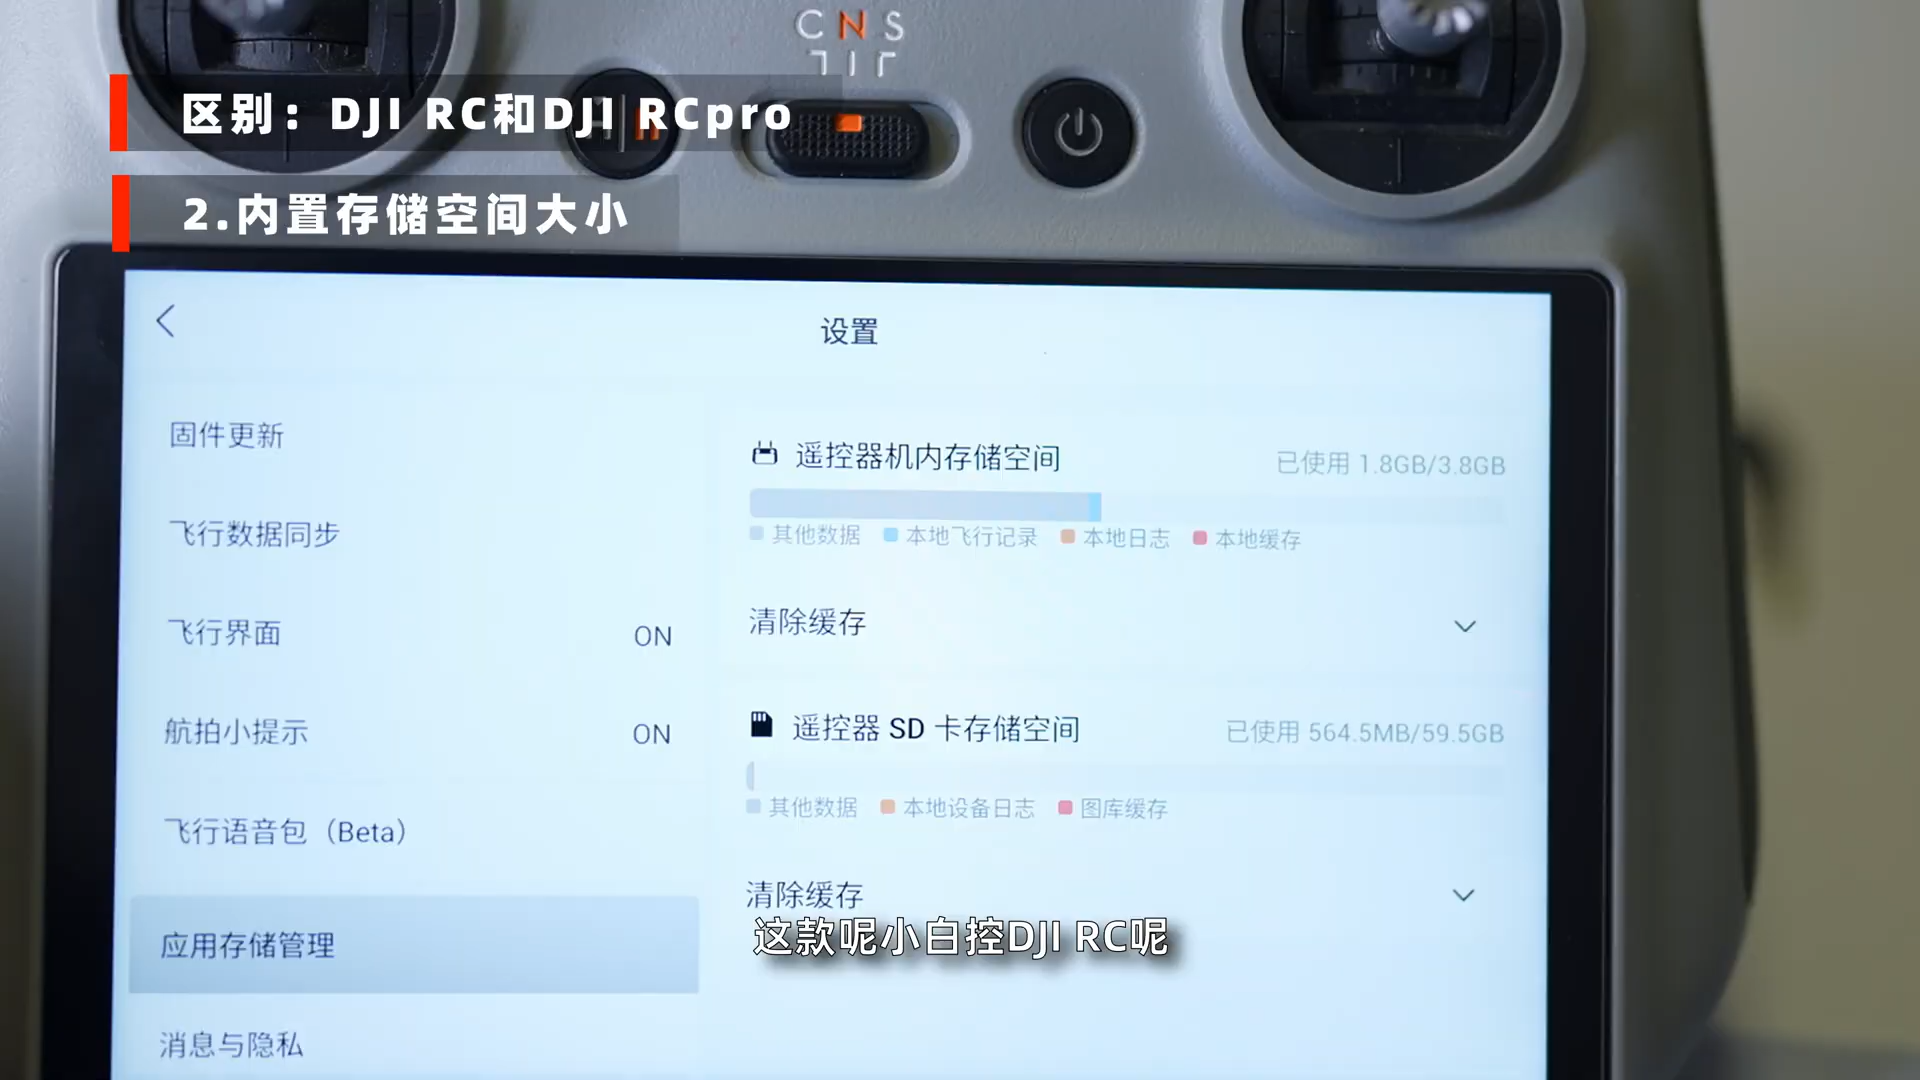 C N S
区别：DJI RC和DJI RCpro
2.内置存储空间大小
设置
固件更新
飞行数据同步
飞行界面 ON
航拍小提示 ON
飞行语音包（Beta）
应用存储管理
消息与隐私
遥控器机内存储空间 已使用 1.8GB/3.8GB
其他数据 本地飞行记录 本地日志 本地缓存
清除缓存
遥控器 SD 卡存储空间 已使用 564.5MB/59.5GB
其他数据 本地设备日志 图库缓存
清除缓存
这款呢小白控DJI RC呢